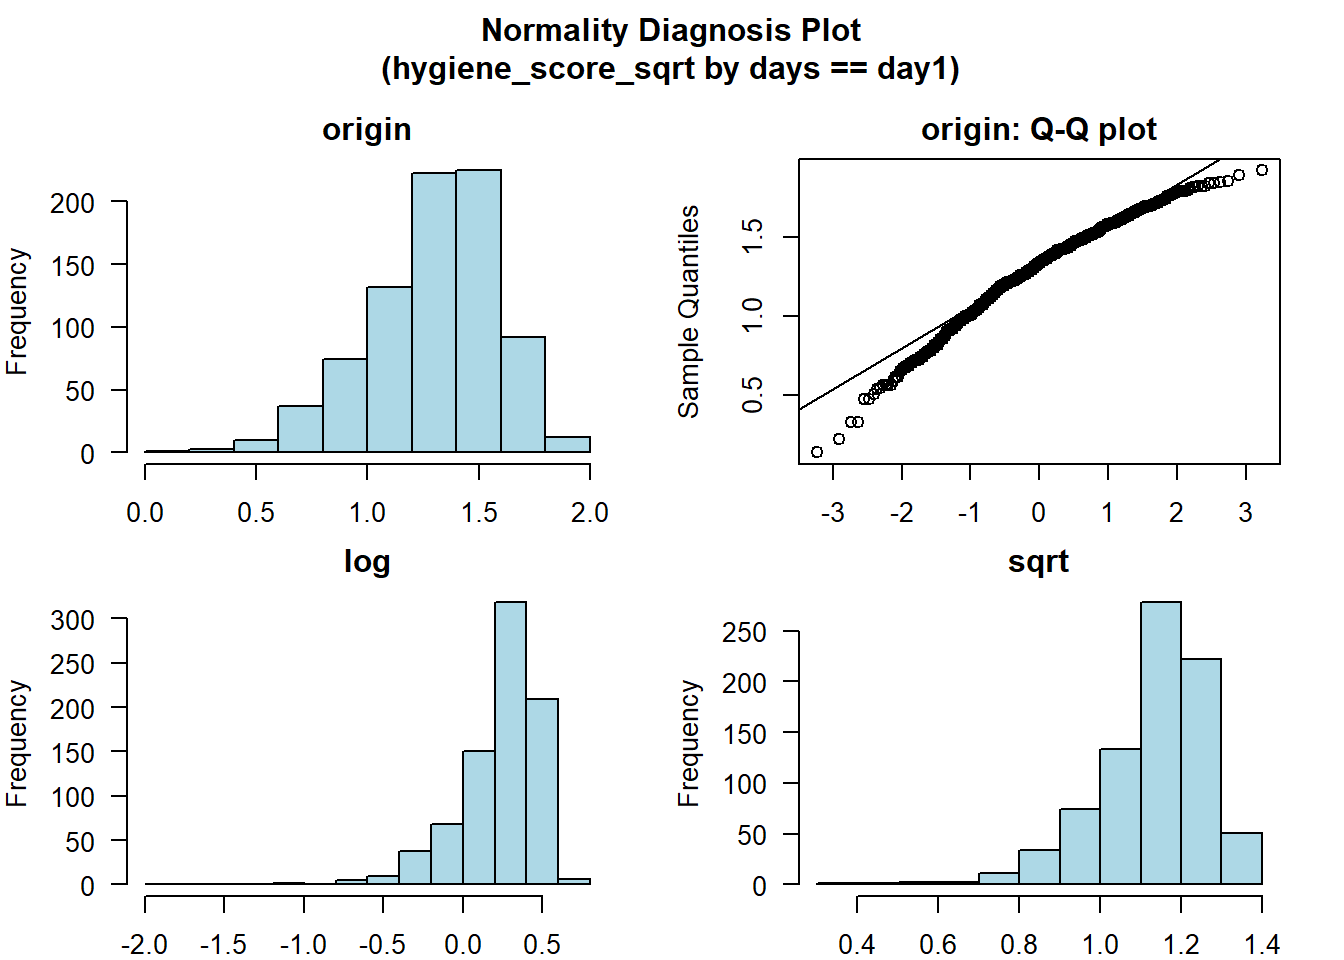 Normality Diagnosis Plot
(hygiene_score_sqrt by days == day1)
origin
Frequency
200
150
100
50
0
0.0 0.5 1.0 1.5 2.0
origin: Q-Q plot
Sample Quantiles
1.5
1.0
0.5
-3 -2 -1 0 1 2 3
log
Frequency
300
250
200
150
100
50
0
-2.0 -1.5 -1.0 -0.5 0.0 0.5
sqrt
Frequency
250
200
150
100
50
0
0.4 0.6 0.8 1.0 1.2 1.4